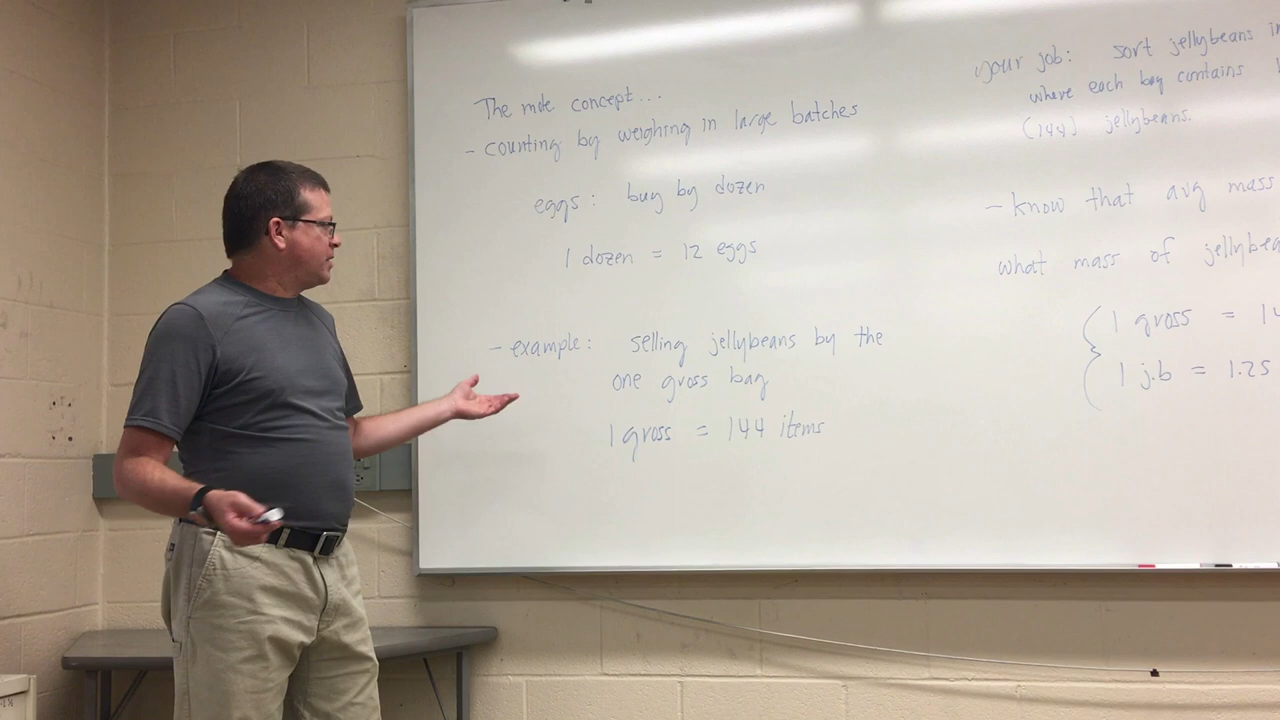 The mole concept...
- counting by weighing in large batches
eggs: buy by dozen
1 dozen = 12 eggs
- example: selling jellybeans by the
one gross bag
1 gross = 144 items
your job: sort jellybeans
where each bag contains
(144) jellybeans.
- know that avg mass
what mass of
1 gross =
1 j.b = 1.25